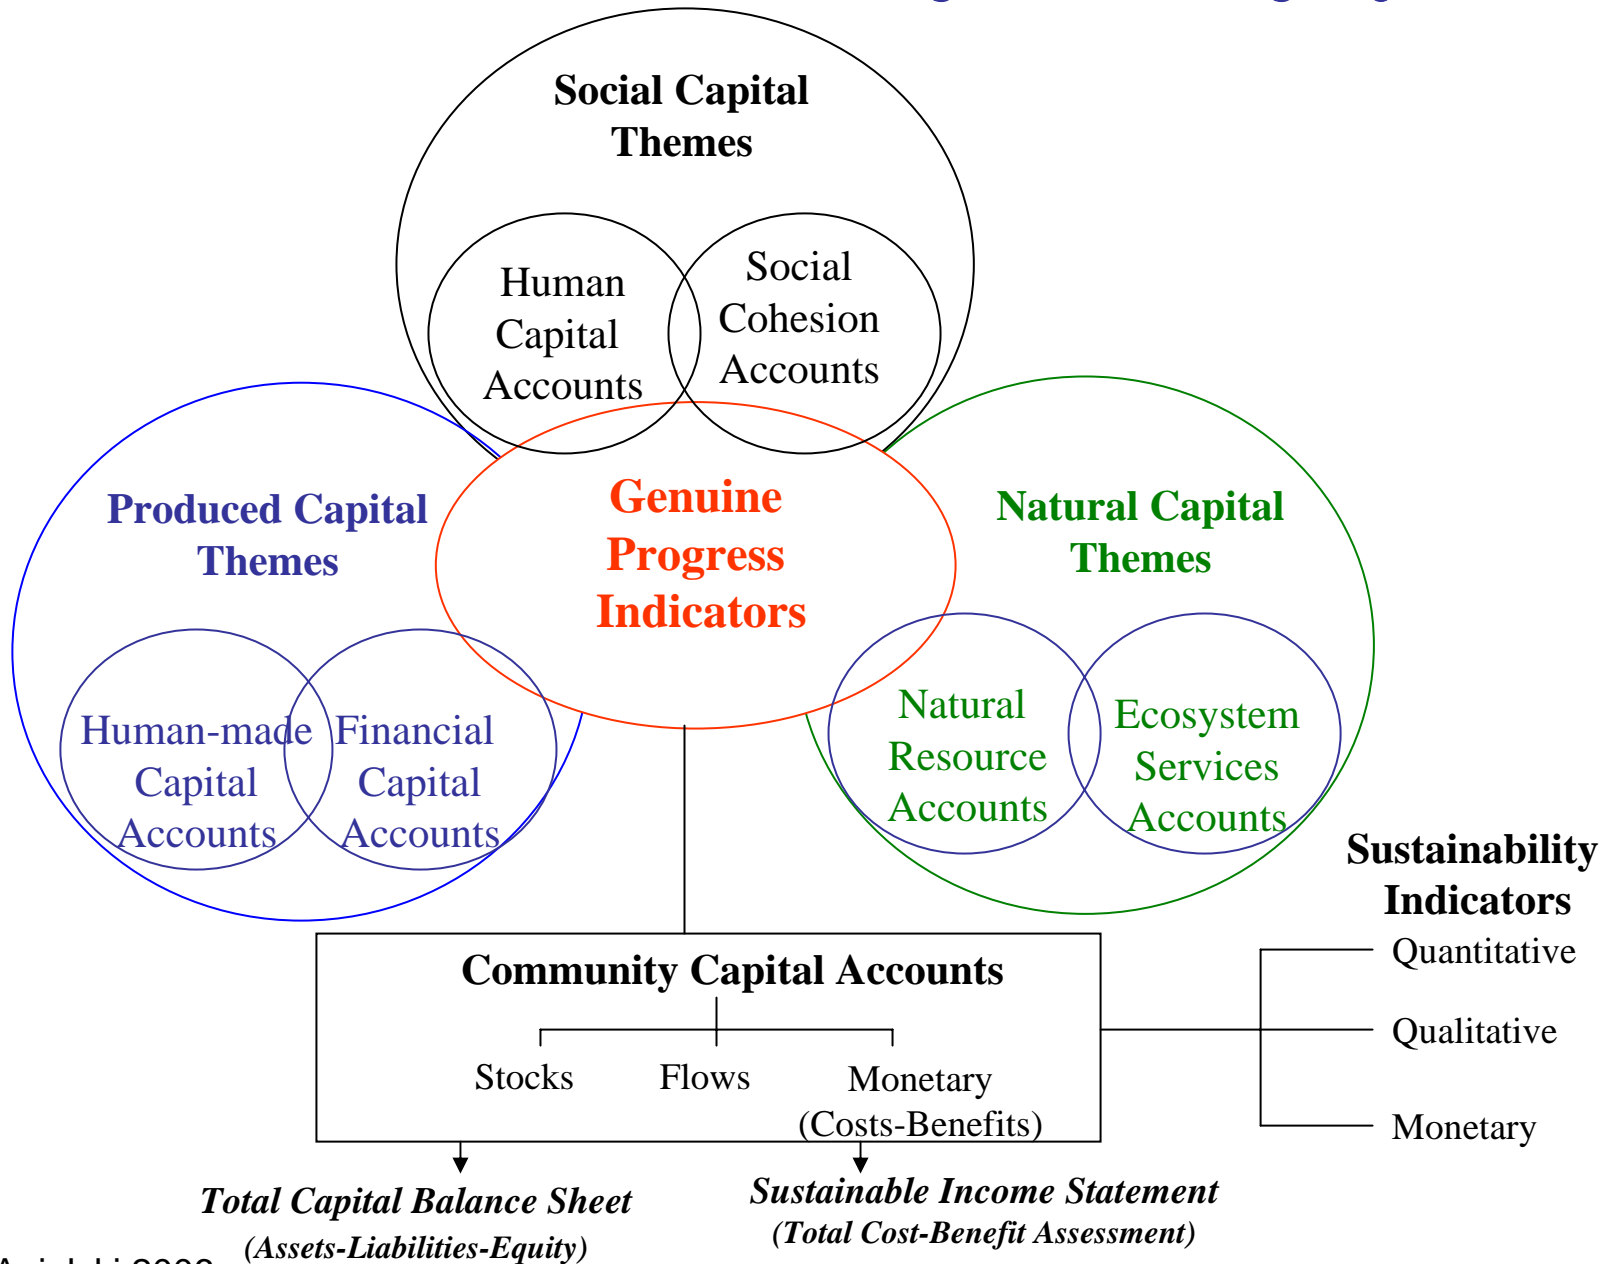 Social Capital
Themes
Human
Capital
Accounts
Social
Cohesion
Accounts
Produced Capital
Themes
Genuine
Progress
Indicators
Natural Capital
Themes
Human-made
Capital
Accounts
Financial
Capital
Accounts
Natural
Resource
Accounts
Ecosystem
Services
Accounts
Sustainability
Indicators
Quantitative
Qualitative
Monetary
Community Capital Accounts
Stocks
Flows
Monetary
(Costs-Benefits)
Total Capital Balance Sheet
(Assets-Liabilities-Equity)
Sustainable Income Statement
(Total Cost-Benefit Assessment)